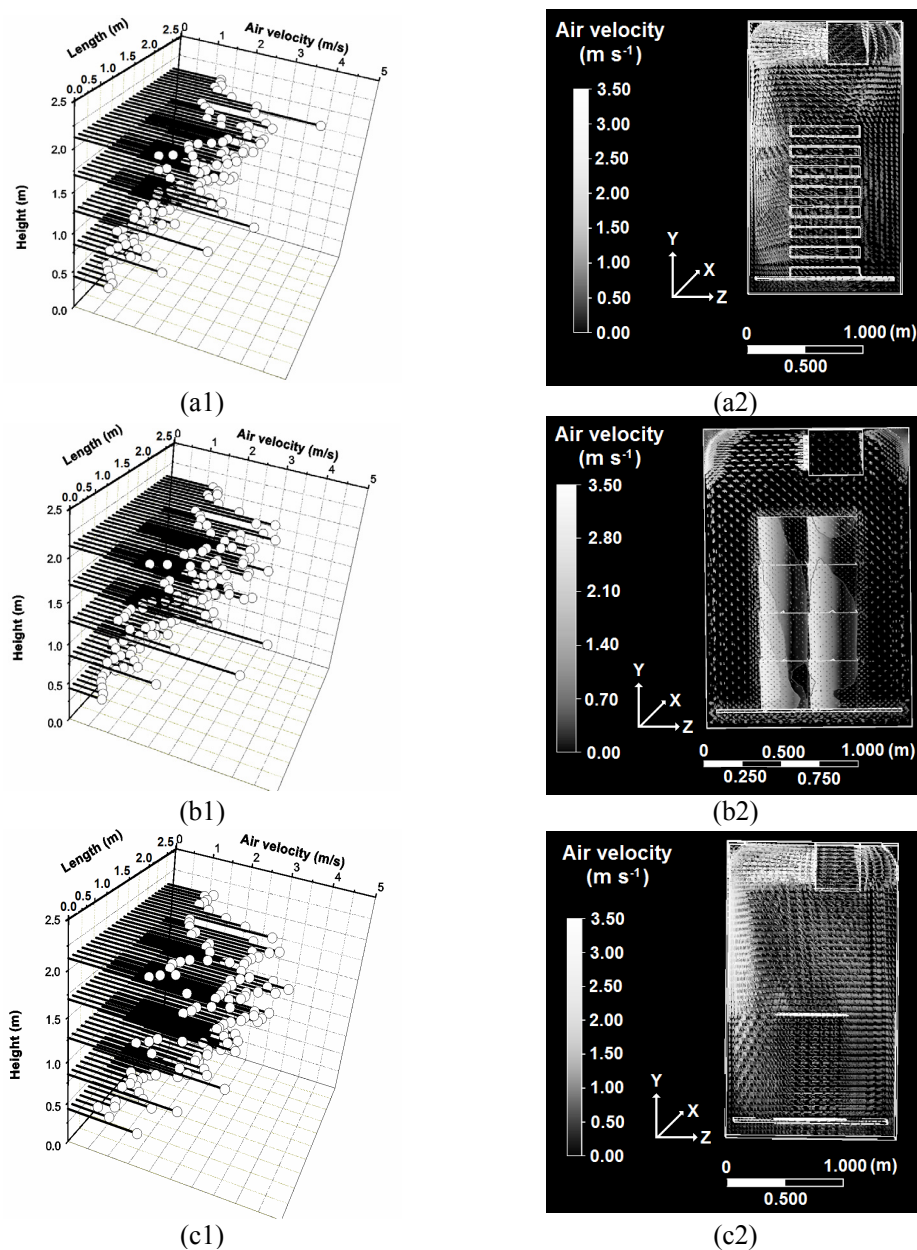 Length (m)
0.0 0.5 1.0 1.5 2.0 2.5
Air velocity (m/s)
0 1 2 3 4 5
Height (m)
2.5
2.0
1.5
1.0
0.5
0.0
(a1)
Air velocity
(m s⁻¹)
3.50
3.00
2.50
2.00
1.50
1.00
0.50
0.00
Y
X
Z
0 1.000 (m)
0.500
(a2)
Length (m)
0.0 0.5 1.0 1.5 2.0 2.5
Air velocity (m/s)
0 1 2 3 4 5
Height (m)
2.5
2.0
1.5
1.0
0.5
0.0
(b1)
Air velocity
(m s⁻¹)
3.50
2.80
2.10
1.40
0.70
0.00
Y
X
Z
0 0.500 1.000 (m)
0.250 0.750
(b2)
Length (m)
0.0 0.5 1.0 1.5 2.0 2.5
Air velocity (m/s)
0 1 2 3 4 5
Height (m)
2.5
2.0
1.5
1.0
0.5
0.0
(c1)
Air velocity
(m s⁻¹)
3.50
3.00
2.50
2.00
1.50
1.00
0.50
0.00
Y
X
Z
0 1.000 (m)
0.500
(c2)